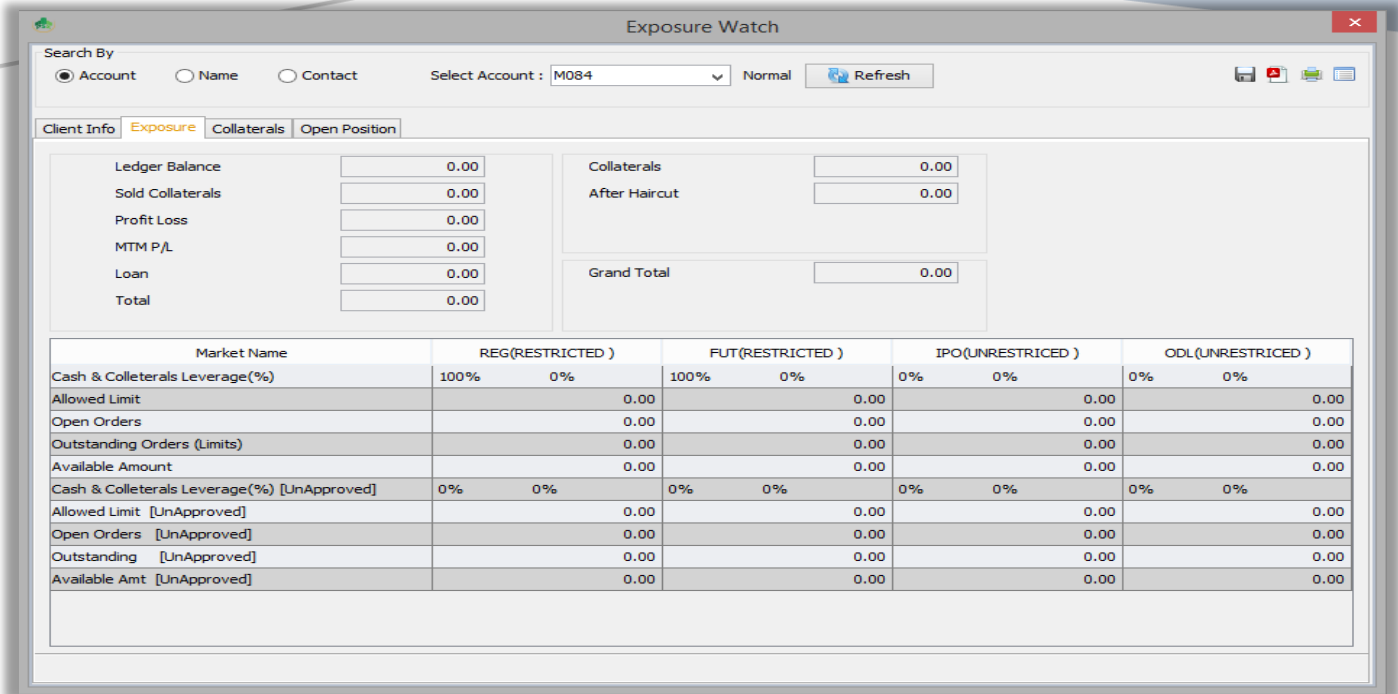 Exposure Watch
Search By
Account Name Contact Select Account : M084 Normal Refresh
Client Info Exposure Collaterals Open Position
Ledger Balance 0.00 Collaterals 0.00
Sold Collaterals 0.00 After Haircut 0.00
Profit Loss 0.00
MTM P/L 0.00
Loan 0.00 Grand Total 0.00
Total 0.00
Market Name REG(RESTRICTED ) FUT(RESTRICTED ) IPO(UNRESTRICED ) ODL(UNRESTRICED )
Cash & Colleterals Leverage(%) 100% 0% 100% 0% 0% 0% 0% 0%
Allowed Limit 0.00 0.00 0.00 0.00
Open Orders 0.00 0.00 0.00 0.00
Outstanding Orders (Limits) 0.00 0.00 0.00 0.00
Available Amount 0.00 0.00 0.00 0.00
Cash & Colleterals Leverage(%) [UnApproved] 0% 0% 0% 0% 0% 0% 0% 0%
Allowed Limit [UnApproved] 0.00 0.00 0.00 0.00
Open Orders [UnApproved] 0.00 0.00 0.00 0.00
Outstanding [UnApproved] 0.00 0.00 0.00 0.00
Available Amt [UnApproved] 0.00 0.00 0.00 0.00